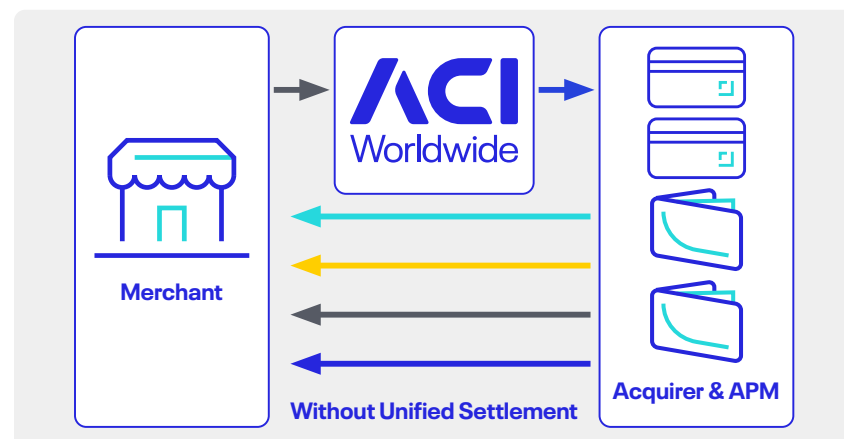 ACI
Worldwide
Merchant
Without Unified Settlement
Acquirer & APM